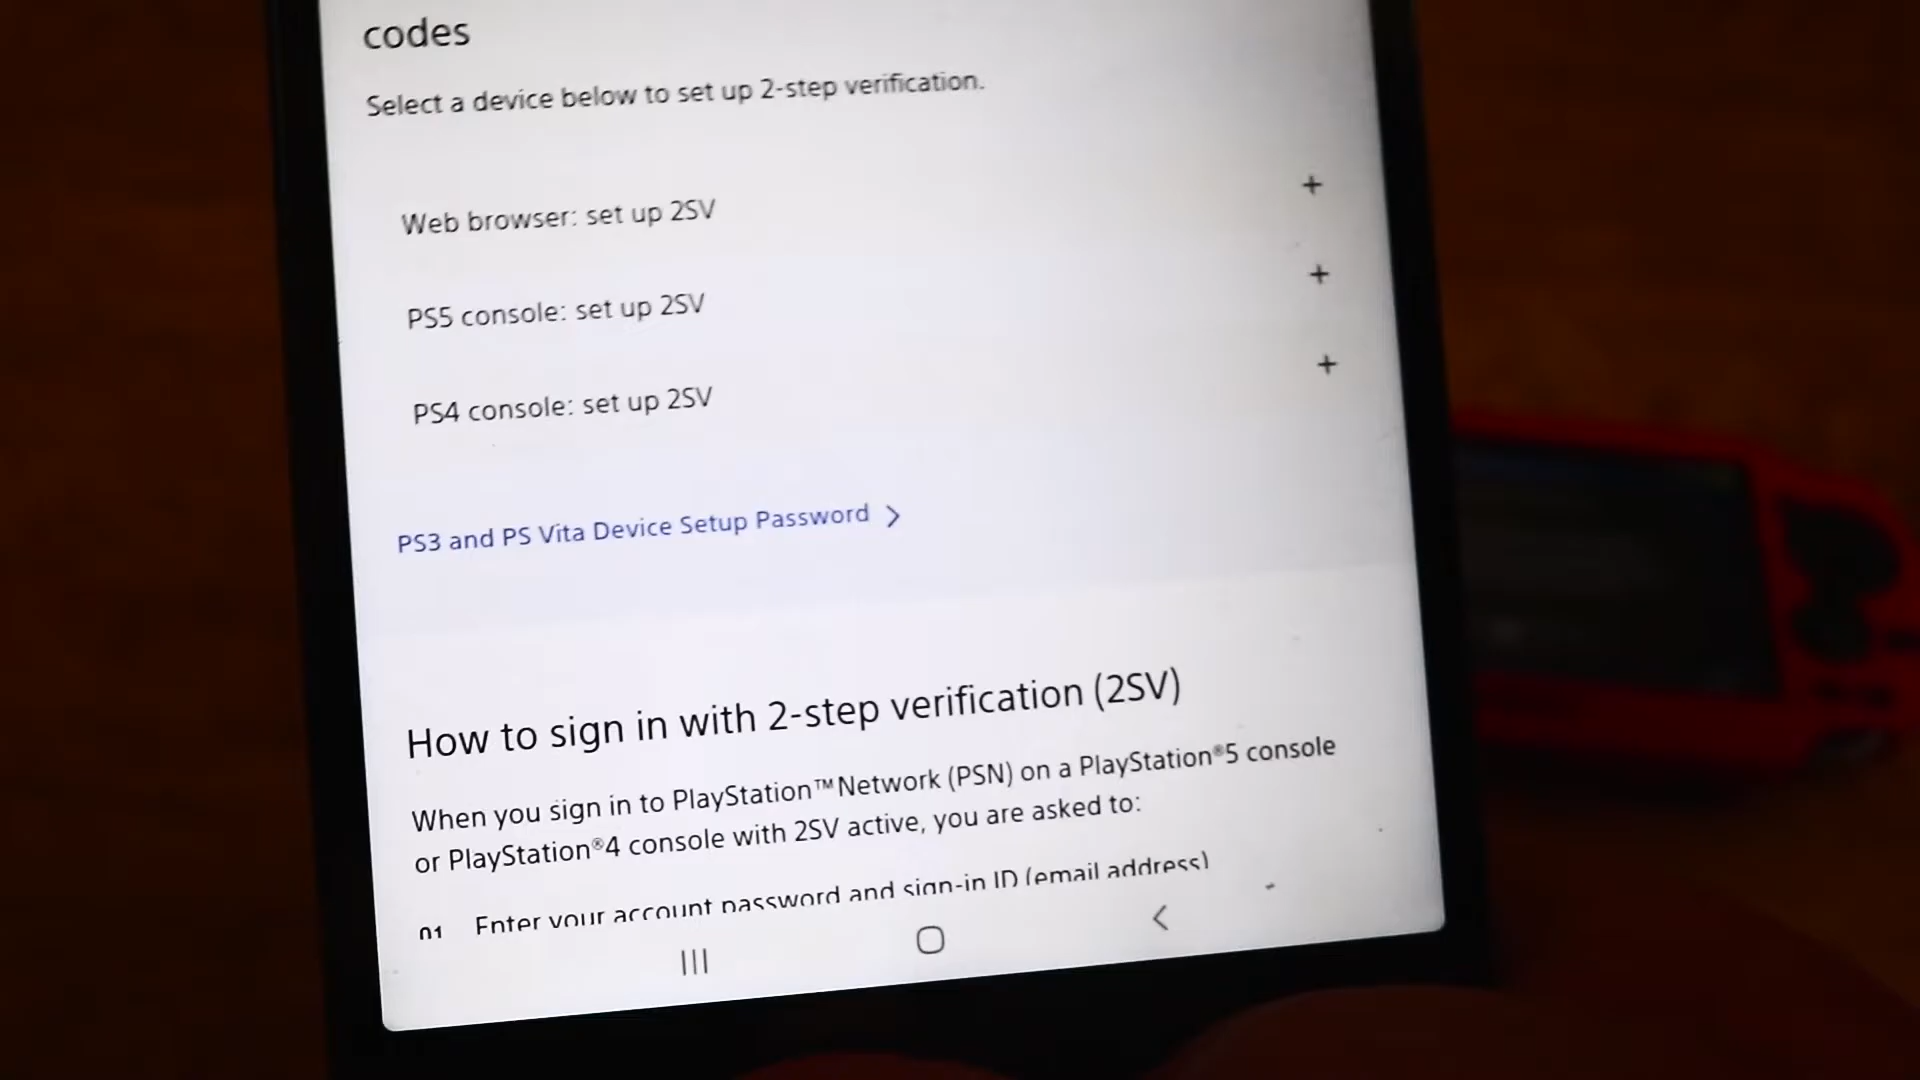 codes
Select a device below to set up 2-step verification.
Web browser: set up 2SV
PS5 console: set up 2SV
PS4 console: set up 2SV
PS3 and PS Vita Device Setup Password
How to sign in with 2-step verification (2SV)
When you sign in to PlayStation™Network (PSN) on a PlayStation®5 console
or PlayStation®4 console with 2SV active, you are asked to:
01 Enter your account password and sign-in ID (email address)